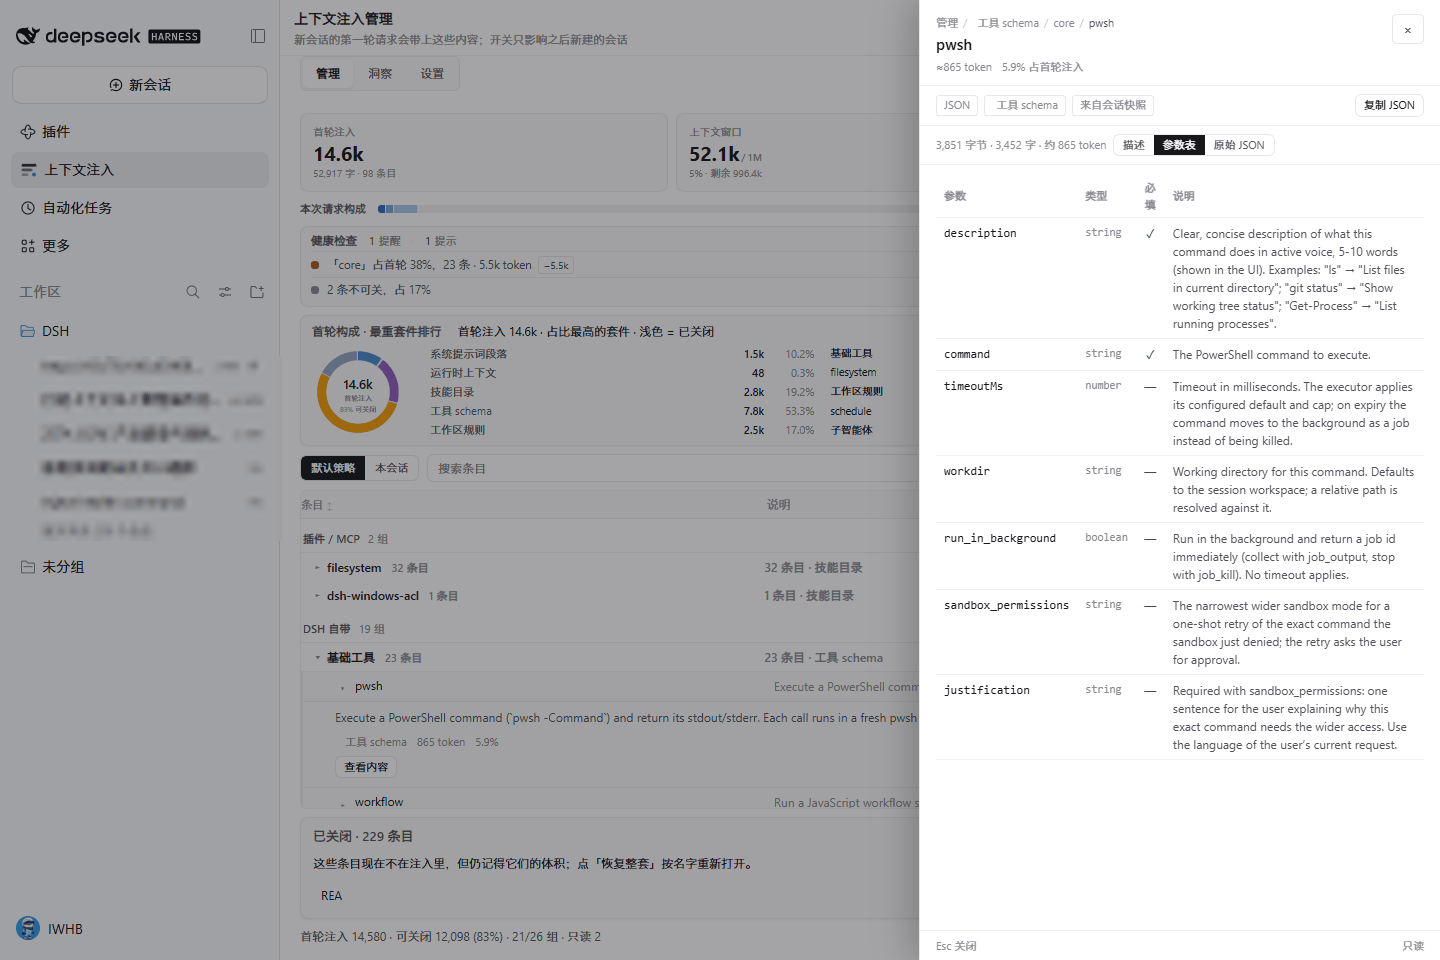 deepseek HARNESS
新会话
插件
上下文注入
自动化任务
更多
工作区
DSH
未分组
IWHB
上下文注入管理
新会话的第一轮请求会带上这些内容；开关只影响之后新建的会话
管理 洞察 设置
首轮注入
14.6k
52,917 字 · 98 条目
上下文窗口
52.1k / 1M
5% · 剩余 996.4k
本次请求构成
健康检查 1 提醒 · 1 提示
「core」占首轮 38%，23 条 · 5.5k token −5.5k
2 条不可关，占 17%
首轮构成 · 最重套件排行 首轮注入 14.6k · 占比最高的套件 · 浅色 = 已关闭
14.6k
首轮注入
83% 可关闭
系统提示词段落 1.5k 10.2% 基础工具
运行时上下文 48 0.3% filesystem
技能目录 2.8k 19.2% 工作区规则
工具 schema 7.8k 53.3% schedule
工作区规则 2.5k 17.0% 子智能体
默认策略 本会话 搜索条目
条目 说明
插件 / MCP 2 组
filesystem 32 条目 32 条目 · 技能目录
dsh-windows-acl 1 条目 1 条目 · 技能目录
DSH 自带 19 组
基础工具 23 条目 23 条目 · 工具 schema
pwsh Execute a PowerShell comm
Execute a PowerShell command (`pwsh -Command`) and return its stdout/stderr. Each call runs in a fresh pwsh
工具 schema 865 token 5.9%
查看内容
workflow Run a JavaScript workflow s
已关闭 · 229 条目
这些条目现在不在注入里，但仍记得它们的体积；点「恢复整套」按名字重新打开。
REA
首轮注入 14,580 · 可关闭 12,098 (83%) · 21/26 组 · 只读 2
管理 / 工具 schema / core / pwsh
×
pwsh
≈865 token 5.9% 占首轮注入
JSON 工具 schema 来自会话快照 复制 JSON
3,851 字节 · 3,452 字 · 约 865 token 描述 参数表 原始 JSON
参数 类型 必填 说明
description string ✓ Clear, concise description of what this
command does in active voice, 5-10 words
(shown in the UI). Examples: "ls" → "List files
in current directory"; "git status" → "Show
working tree status"; "Get-Process" → "List
running processes".
command string ✓ The PowerShell command to execute.
timeoutMs number — Timeout in milliseconds. The executor applies
its configured default and cap; on expiry the
command moves to the background as a job
instead of being killed.
workdir string — Working directory for this command. Defaults
to the session workspace; a relative path is
resolved against it.
run_in_background boolean — Run in the background and return a job id
immediately (collect with job_output, stop
with job_kill). No timeout applies.
sandbox_permissions string — The narrowest wider sandbox mode for a
one-shot retry of the exact command the
sandbox just denied; the retry asks the user
for approval.
justification string — Required with sandbox_permissions: one
sentence for the user explaining why this
exact command needs the wider access. Use
the language of the user's current request.
Esc 关闭 只读